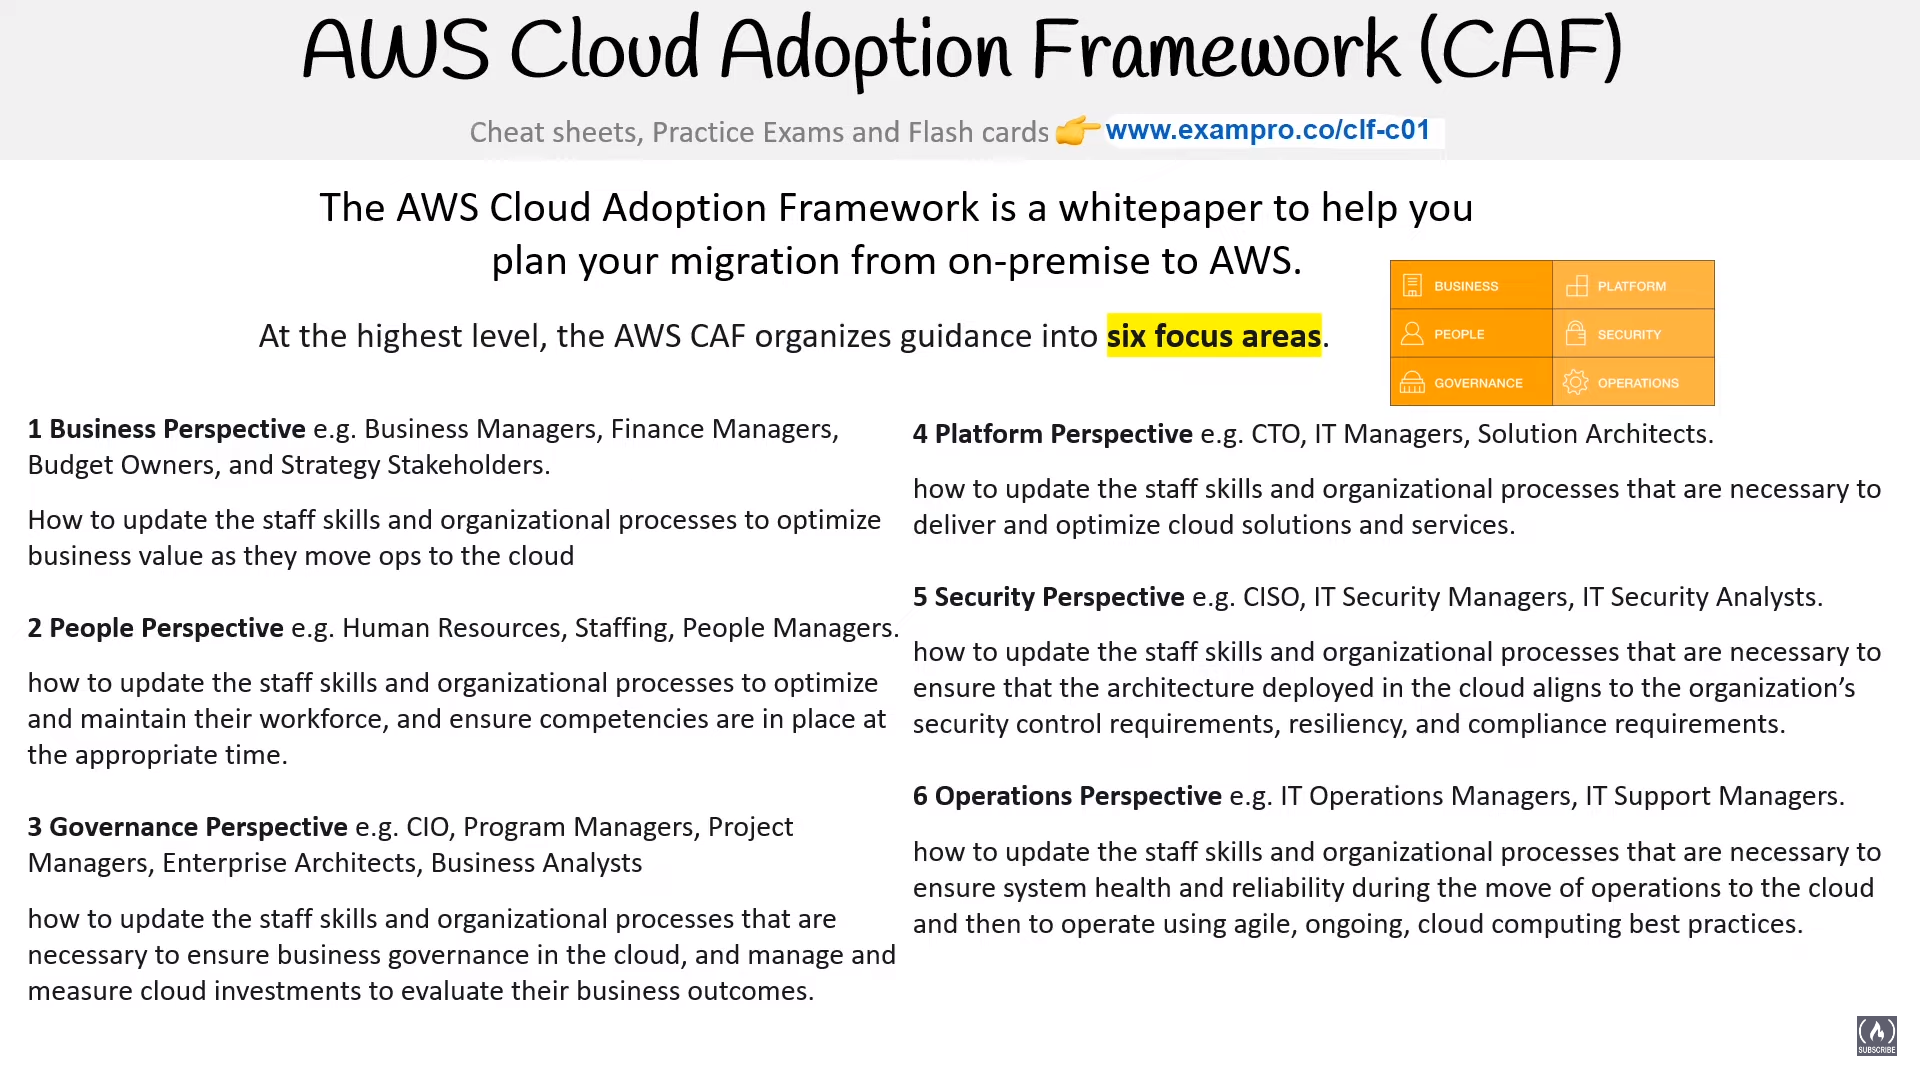 AWS Cloud Adoption Framework (CAF)
Cheat sheets, Practice Exams and Flash cards 👉 www.exampro.co/clf-c01
The AWS Cloud Adoption Framework is a whitepaper to help you
plan your migration from on-premise to AWS.
At the highest level, the AWS CAF organizes guidance into six focus areas.
BUSINESS PLATFORM
PEOPLE SECURITY
GOVERNANCE OPERATIONS
1 Business Perspective e.g. Business Managers, Finance Managers,
Budget Owners, and Strategy Stakeholders.
How to update the staff skills and organizational processes to optimize
business value as they move ops to the cloud
2 People Perspective e.g. Human Resources, Staffing, People Managers.
how to update the staff skills and organizational processes to optimize
and maintain their workforce, and ensure competencies are in place at
the appropriate time.
3 Governance Perspective e.g. CIO, Program Managers, Project
Managers, Enterprise Architects, Business Analysts
how to update the staff skills and organizational processes that are
necessary to ensure business governance in the cloud, and manage and
measure cloud investments to evaluate their business outcomes.
4 Platform Perspective e.g. CTO, IT Managers, Solution Architects.
how to update the staff skills and organizational processes that are necessary to
deliver and optimize cloud solutions and services.
5 Security Perspective e.g. CISO, IT Security Managers, IT Security Analysts.
how to update the staff skills and organizational processes that are necessary to
ensure that the architecture deployed in the cloud aligns to the organization’s
security control requirements, resiliency, and compliance requirements.
6 Operations Perspective e.g. IT Operations Managers, IT Support Managers.
how to update the staff skills and organizational processes that are necessary to
ensure system health and reliability during the move of operations to the cloud
and then to operate using agile, ongoing, cloud computing best practices.
SUBSCRIBE